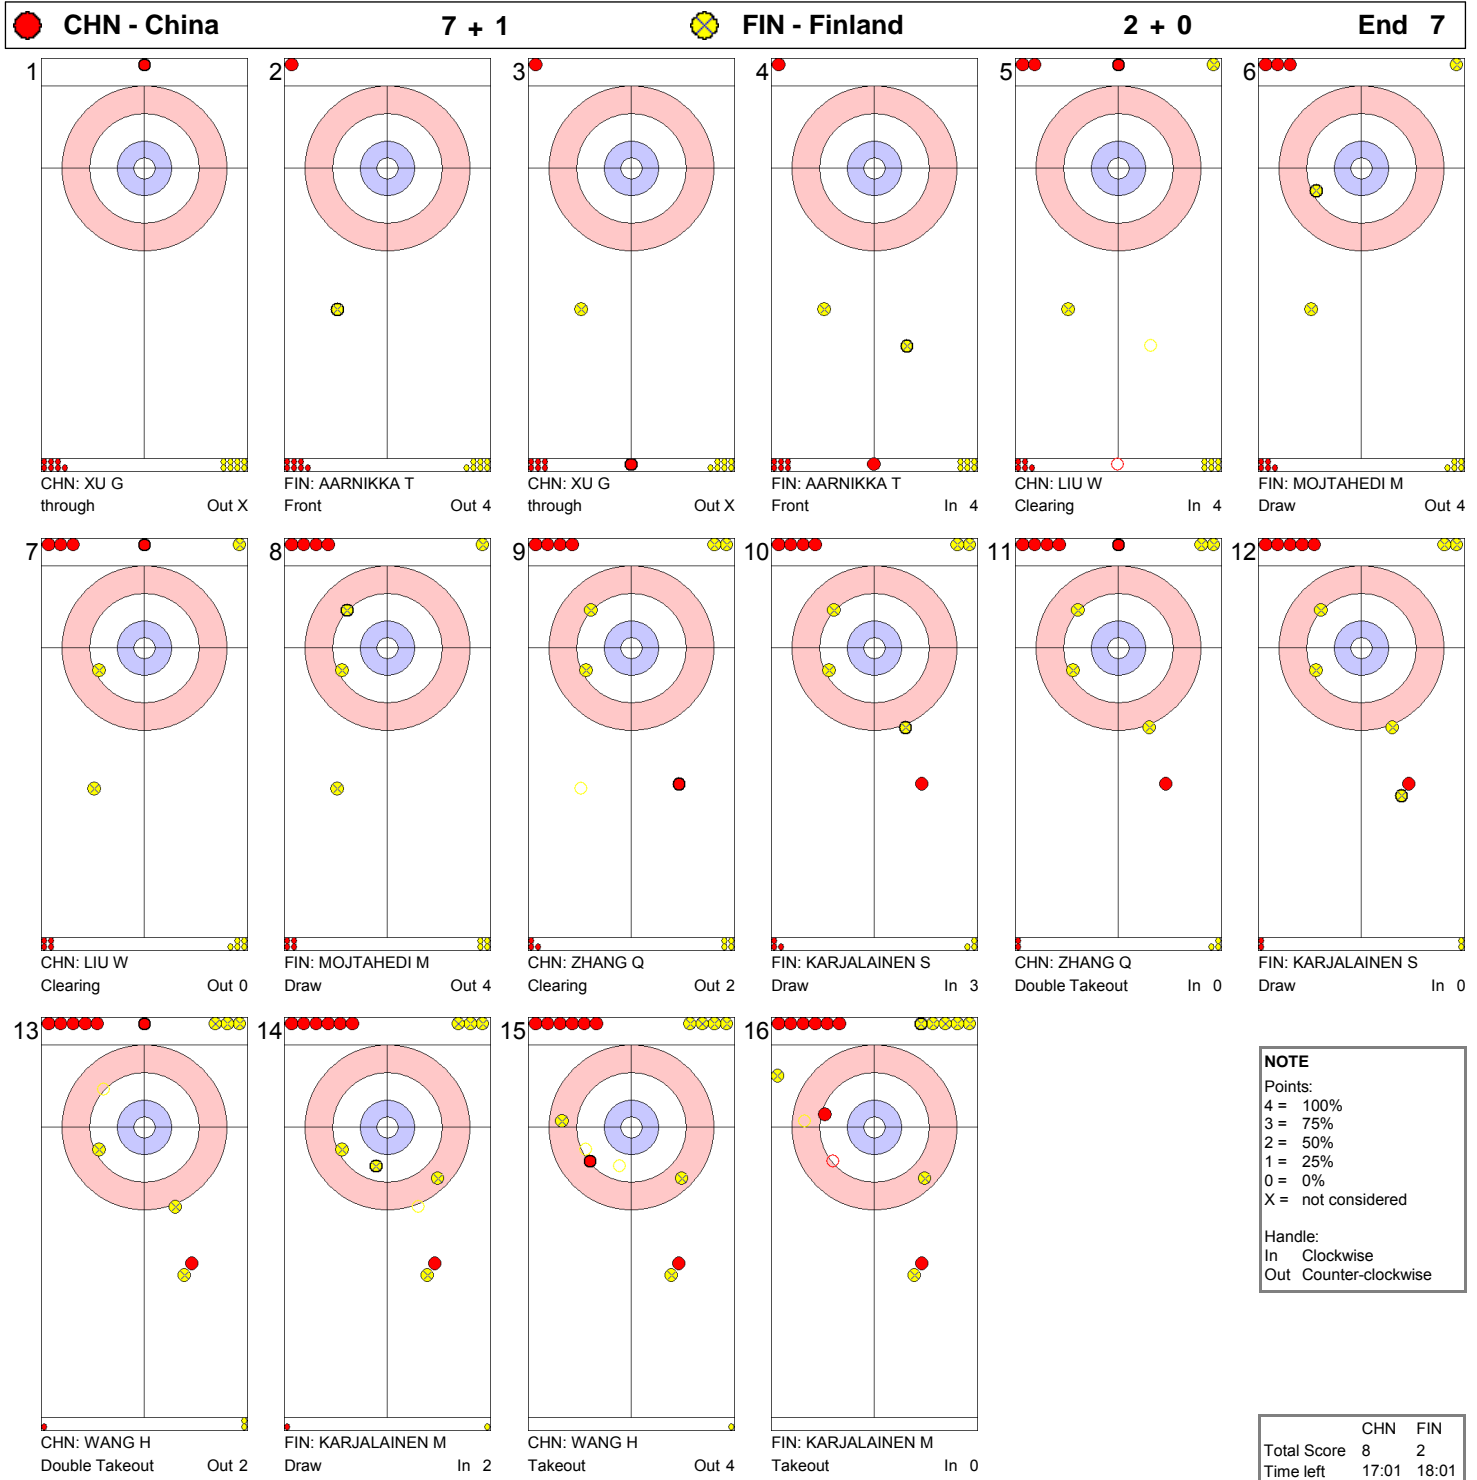 CHN - China 7 + 1 FIN - Finland 2 + 0 End 7
1 2 3 4 5 6
CHN: XU G FIN: AARNIKKA T CHN: XU G FIN: AARNIKKA T CHN: LIU W FIN: MOJTAHEDI M
through Out X Front Out 4 through Out X Front In 4 Clearing In 4 Draw Out 4
7 8 9 10 11 12
CHN: LIU W FIN: MOJTAHEDI M CHN: ZHANG Q FIN: KARJALAINEN S CHN: ZHANG Q FIN: KARJALAINEN S
Clearing Out 0 Draw Out 4 Clearing Out 2 Draw In 3 Double Takeout In 0 Draw In 0
13 14 15 16
CHN: WANG H FIN: KARJALAINEN M CHN: WANG H FIN: KARJALAINEN M
Double Takeout Out 2 Draw In 2 Takeout Out 4 Takeout In 0
NOTE
Points:
4 = 100%
3 = 75%
2 = 50%
1 = 25%
0 = 0%
X = not considered
Handle:
In Clockwise
Out Counter-clockwise
CHN FIN
Total Score 8 2
Time left 17:01 18:01